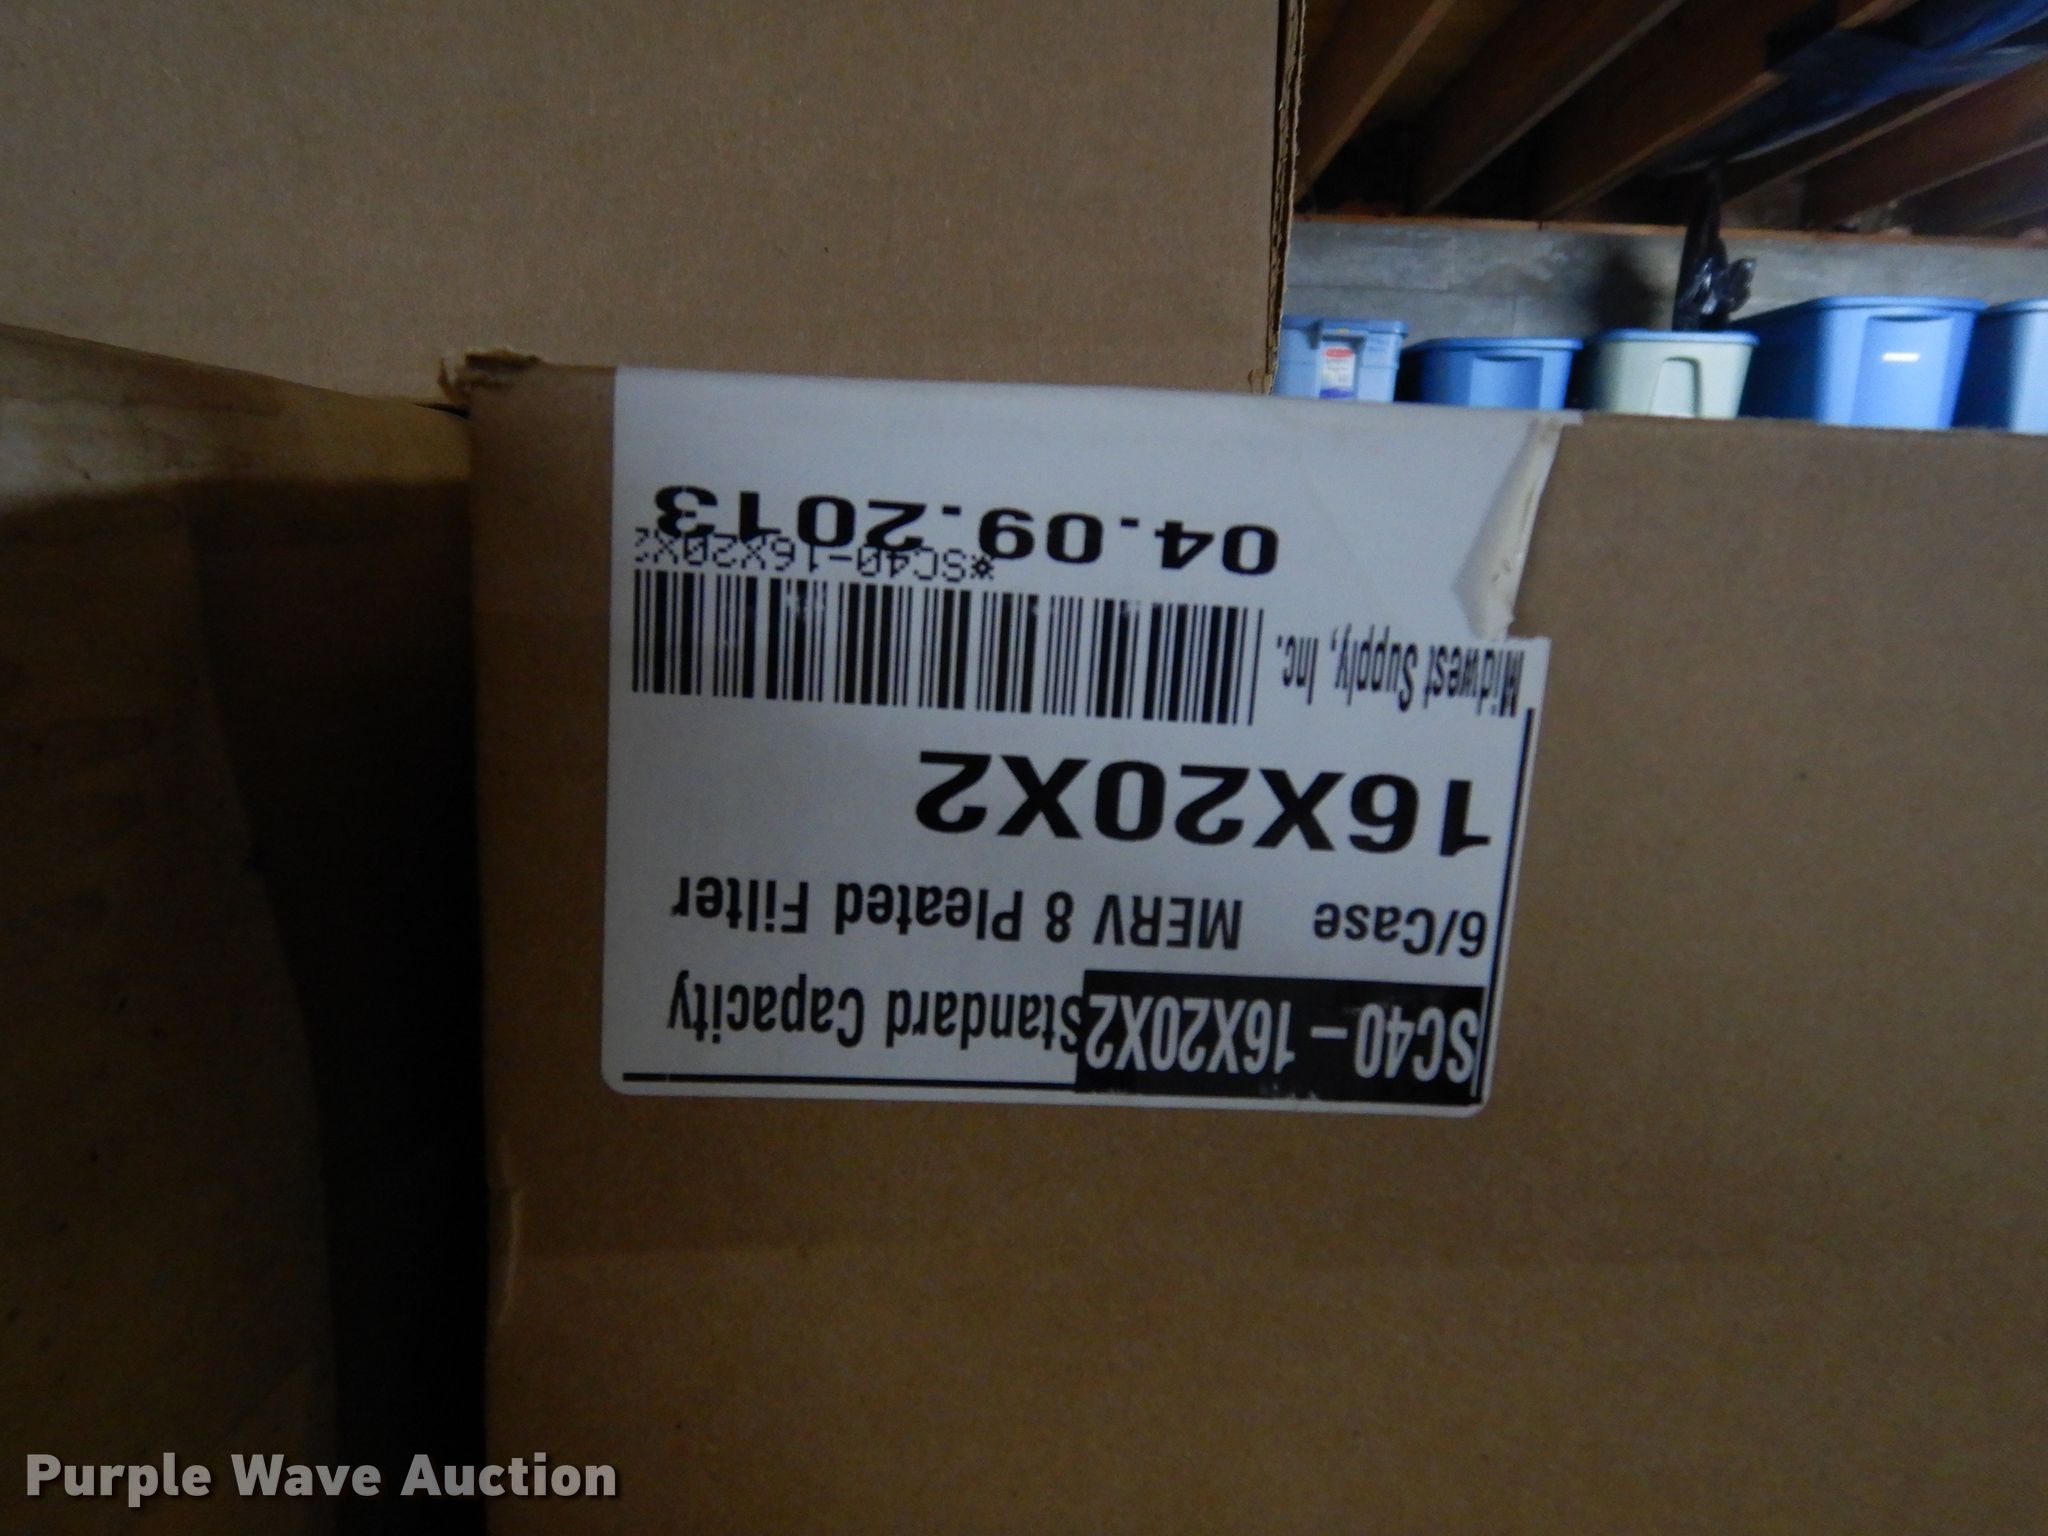 SC40-16X20X2 Standard Capacity
6/Case MERV 8 Pleated Filter
16X20X2
Midwest Supply, Inc.
*SC40-16X20X2
04.09.2013
Purple Wave Auction